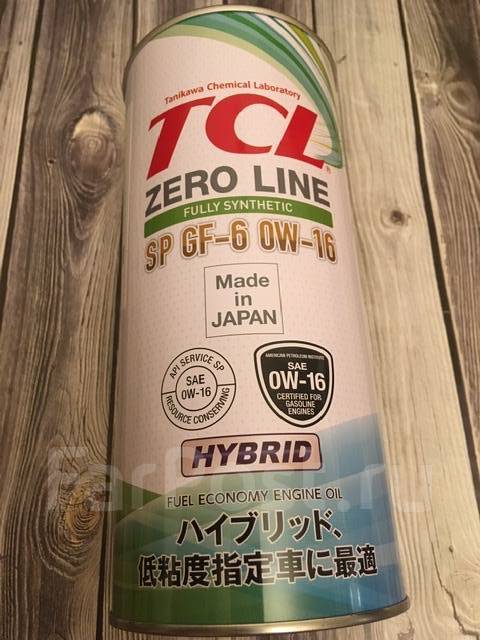 Tanikawa Chemical Laboratory
TCL
ZERO LINE
FULLY SYNTHETIC
SP GF-6 0W-16
Made
in
JAPAN
API SERVICE SP
SAE
0W-16
RESOURCE CONSERVING
AMERICAN PETROLEUM INSTITUTE
SAE
0W-16
CERTIFIED FOR
GASOLINE
ENGINES
HYBRID
FarPost.ru
FUEL ECONOMY ENGINE OIL
ハイブリッド、
低粘度指定車に最適